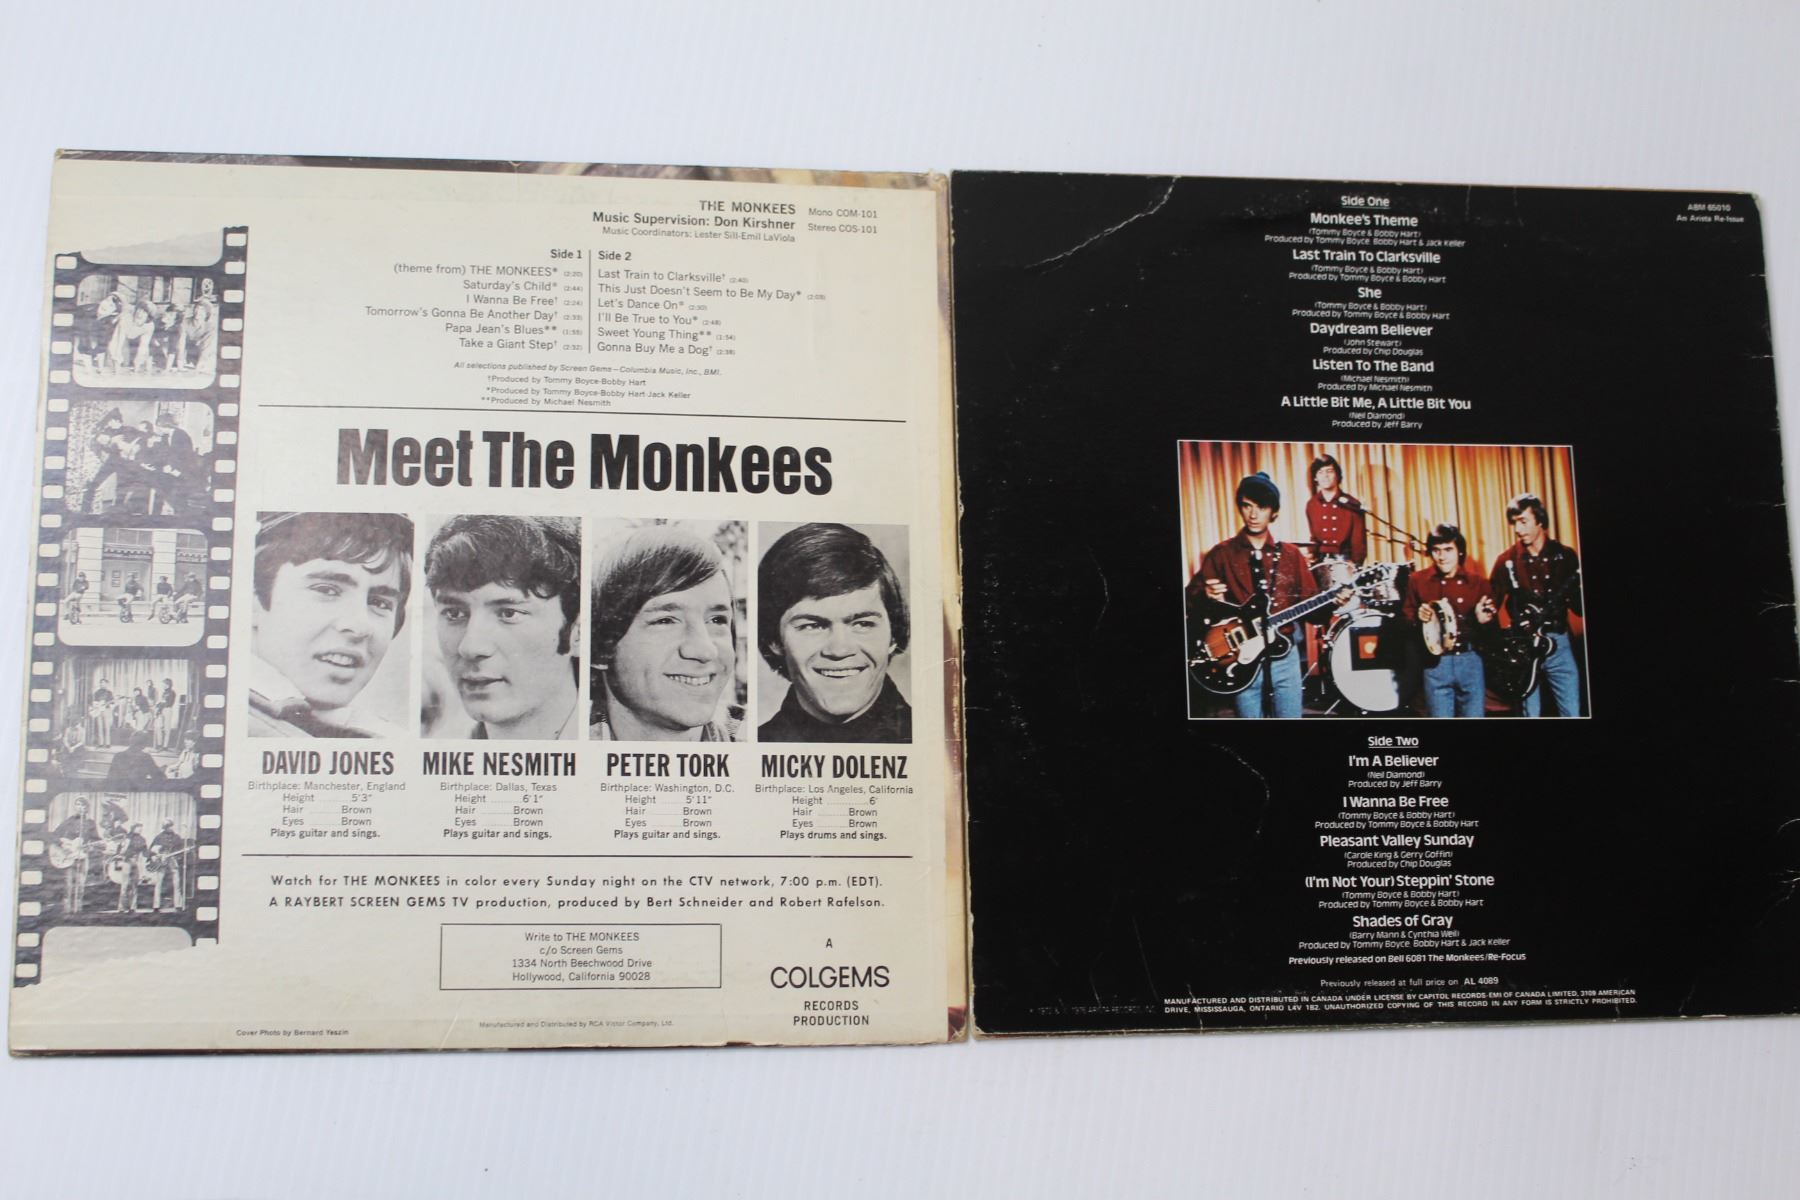 THE MONKEES
Mono COM-101
Music Supervision: Don Kirshner
Stereo COS-101
Music Coordinators: Lester Sill-Emil LaViola
Side 1
(theme from) THE MONKEES* (2:20)
Saturday's Child* (2:44)
I Wanna Be Free† (2:24)
Tomorrow's Gonna Be Another Day† (2:33)
Papa Jean's Blues** (1:55)
Take a Giant Step† (2:32)
Side 2
Last Train to Clarksville† (2:40)
This Just Doesn't Seem to Be My Day* (2:05)
Let's Dance On* (2:30)
I'll Be True to You* (2:48)
Sweet Young Thing** (1:54)
Gonna Buy Me a Dog† (2:38)
All selections published by Screen Gems—Columbia Music, Inc., BMI.
†Produced by Tommy Boyce-Bobby Hart
*Produced by Tommy Boyce-Bobby Hart-Jack Keller
**Produced by Michael Nesmith
Meet The Monkees
DAVID JONES
Birthplace: Manchester, England
Height ........ 5'3"
Hair ........ Brown
Eyes ........ Brown
Plays guitar and sings.
MIKE NESMITH
Birthplace: Dallas, Texas
Height ........ 6'1"
Hair ........ Brown
Eyes ........ Brown
Plays guitar and sings.
PETER TORK
Birthplace: Washington, D.C.
Height ........ 5'11"
Hair ........ Brown
Eyes ........ Brown
Plays guitar and sings.
MICKY DOLENZ
Birthplace: Los Angeles, California
Height ........ 6'
Hair ........ Brown
Eyes ........ Brown
Plays drums and sings.
Watch for THE MONKEES in color every Sunday night on the CTV network, 7:00 p.m. (EDT).
A RAYBERT SCREEN GEMS TV production, produced by Bert Schneider and Robert Rafelson.
Write to THE MONKEES
c/o Screen Gems
1334 North Beechwood Drive
Hollywood, California 90028
A
COLGEMS
RECORDS
PRODUCTION
Cover Photo by Bernard Yeszin
Manufactured and Distributed by RCA Victor Company, Ltd.
Side One
ABM 65010
An Arista Re-Issue
Monkee's Theme
(Tommy Boyce & Bobby Hart)
Produced by Tommy Boyce, Bobby Hart & Jack Keller
Last Train To Clarksville
(Tommy Boyce & Bobby Hart)
Produced by Tommy Boyce & Bobby Hart
She
(Tommy Boyce & Bobby Hart)
Produced by Tommy Boyce & Bobby Hart
Daydream Believer
(John Stewart)
Produced by Chip Douglas
Listen To The Band
(Michael Nesmith)
Produced by Michael Nesmith
A Little Bit Me, A Little Bit You
(Neil Diamond)
Produced by Jeff Barry
Side Two
I'm A Believer
(Neil Diamond)
Produced by Jeff Barry
I Wanna Be Free
(Tommy Boyce & Bobby Hart)
Produced by Tommy Boyce & Bobby Hart
Pleasant Valley Sunday
(Carole King & Gerry Goffin)
Produced by Chip Douglas
(I'm Not Your) Steppin' Stone
(Tommy Boyce & Bobby Hart)
Produced by Tommy Boyce & Bobby Hart
Shades of Gray
(Barry Mann & Cynthia Weil)
Produced by Tommy Boyce, Bobby Hart & Jack Keller
Previously released on Bell 6081 The Monkees/Re-Focus
Previously released at full price on AL 4089
MANUFACTURED AND DISTRIBUTED IN CANADA UNDER LICENSE BY CAPITOL RECORDS-EMI OF CANADA LIMITED, 3109 AMERICAN
DRIVE, MISSISSAUGA, ONTARIO L4V 1B2. UNAUTHORIZED COPYING OF THIS RECORD IN ANY FORM IS STRICTLY PROHIBITED.
1976 ARISTA RECORDS, INC.